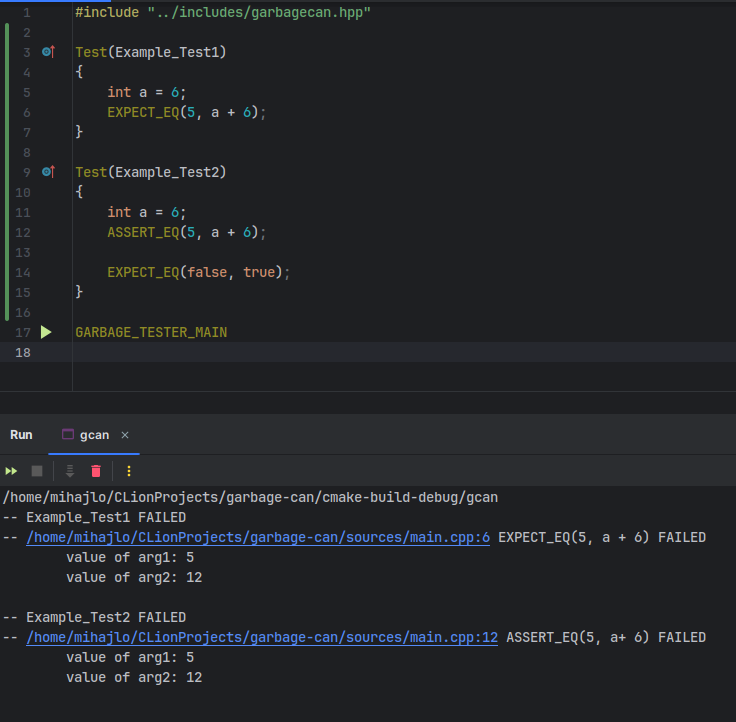 1 #include "../includes/garbagecan.hpp"
2
3 Test(Example_Test1)
4 {
5 int a = 6;
6 EXPECT_EQ(5, a + 6);
7 }
8
9 Test(Example_Test2)
10 {
11 int a = 6;
12 ASSERT_EQ(5, a + 6);
13
14 EXPECT_EQ(false, true);
15 }
16
17 GARBAGE_TESTER_MAIN
18
Run gcan ×
/home/mihajlo/CLionProjects/garbage-can/cmake-build-debug/gcan
-- Example_Test1 FAILED
-- /home/mihajlo/CLionProjects/garbage-can/sources/main.cpp:6 EXPECT_EQ(5, a + 6) FAILED
value of arg1: 5
value of arg2: 12
-- Example_Test2 FAILED
-- /home/mihajlo/CLionProjects/garbage-can/sources/main.cpp:12 ASSERT_EQ(5, a+ 6) FAILED
value of arg1: 5
value of arg2: 12